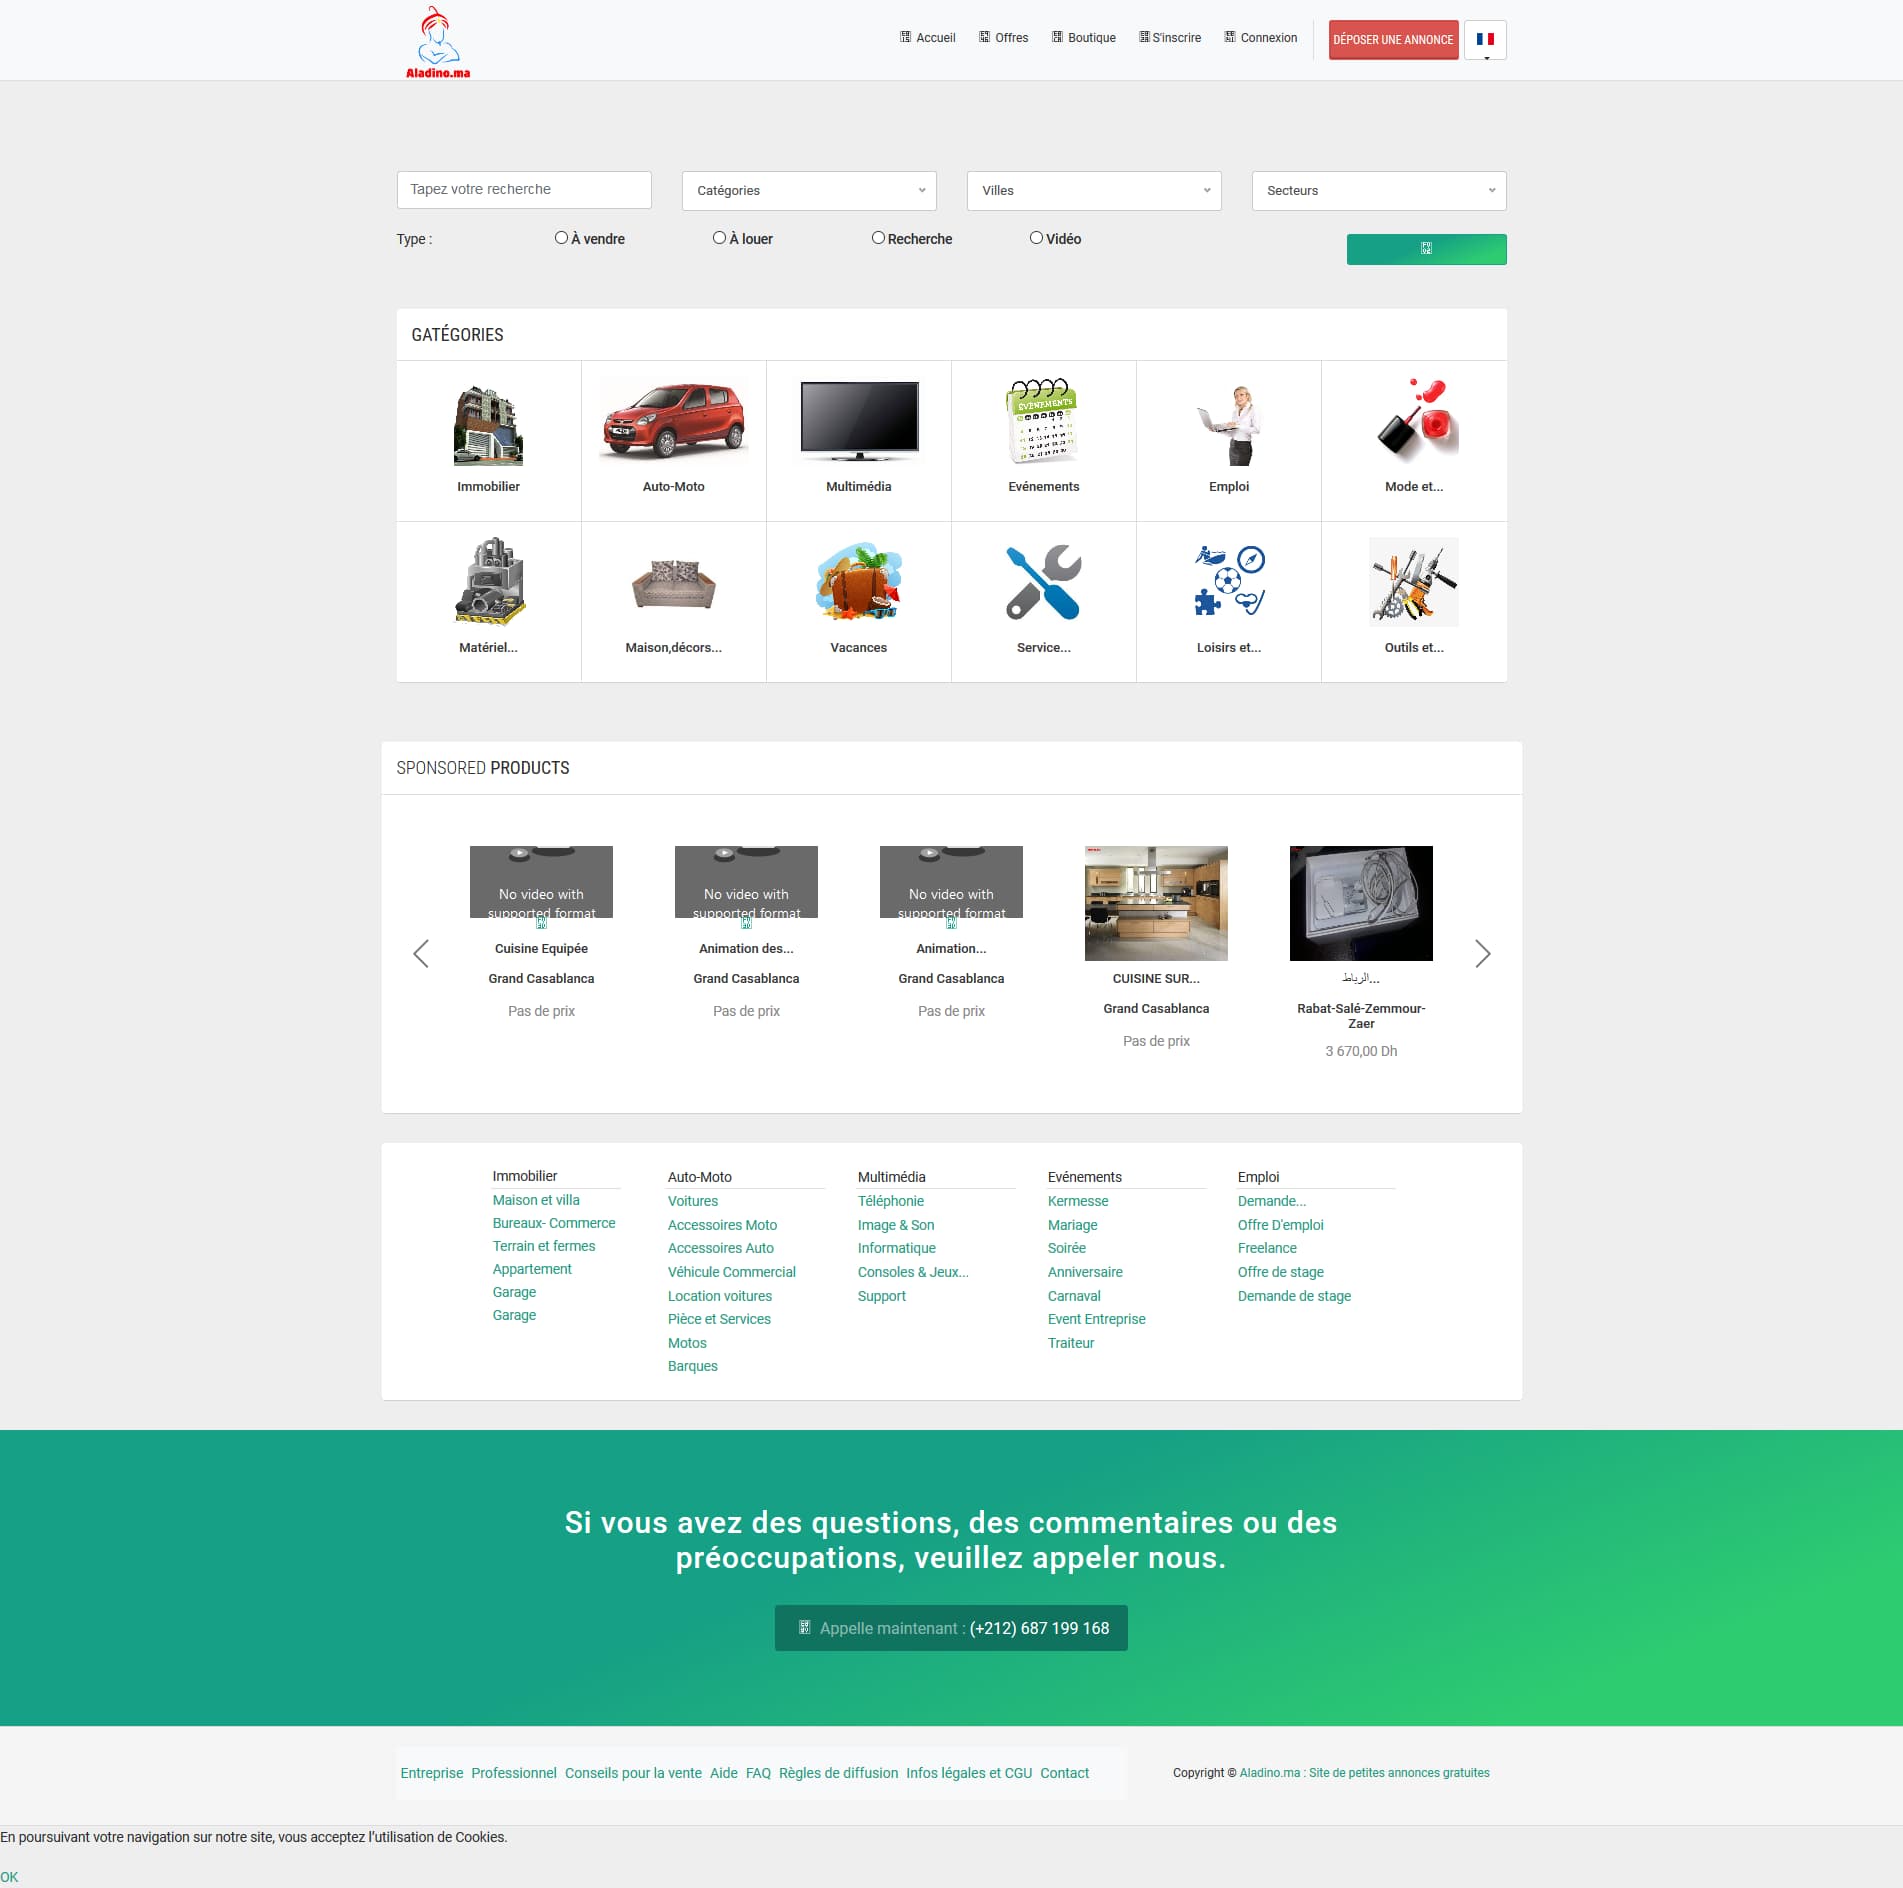 Aladino.ma
Accueil
Offres
Boutique
S'inscrire
Connexion
DÉPOSER UNE ANNONCE
Tapez votre recherche
Catégories
Villes
Secteurs
Type :
À vendre
À louer
Recherche
Vidéo
GATÉGORIES
EVENEMENTS
Immobilier
Auto-Moto
Multimédia
Evénements
Emploi
Mode et...
Matériel...
Maison,décors...
Vacances
Service...
Loisirs et...
Outils et...
SPONSORED PRODUCTS
No video with
supported format
Cuisine Equipée
Grand Casablanca
Pas de prix
No video with
supported format
Animation des...
Grand Casablanca
Pas de prix
No video with
supported format
Animation...
Grand Casablanca
Pas de prix
CUISINE SUR...
Grand Casablanca
Pas de prix
الرباط...
Rabat-Salé-Zemmour-
Zaer
3 670,00 Dh
Immobilier
Maison et villa
Bureaux- Commerce
Terrain et fermes
Appartement
Garage
Garage
Auto-Moto
Voitures
Accessoires Moto
Accessoires Auto
Véhicule Commercial
Location voitures
Pièce et Services
Motos
Barques
Multimédia
Téléphonie
Image & Son
Informatique
Consoles & Jeux...
Support
Evénements
Kermesse
Mariage
Soirée
Anniversaire
Carnaval
Event Entreprise
Traiteur
Emploi
Demande...
Offre D'emploi
Freelance
Offre de stage
Demande de stage
Si vous avez des questions, des commentaires ou des
préoccupations, veuillez appeler nous.
Appelle maintenant : (+212) 687 199 168
Entreprise Professionnel Conseils pour la vente Aide FAQ Règles de diffusion Infos légales et CGU Contact
Copyright © Aladino.ma : Site de petites annonces gratuites
En poursuivant votre navigation sur notre site, vous acceptez l'utilisation de Cookies.
OK